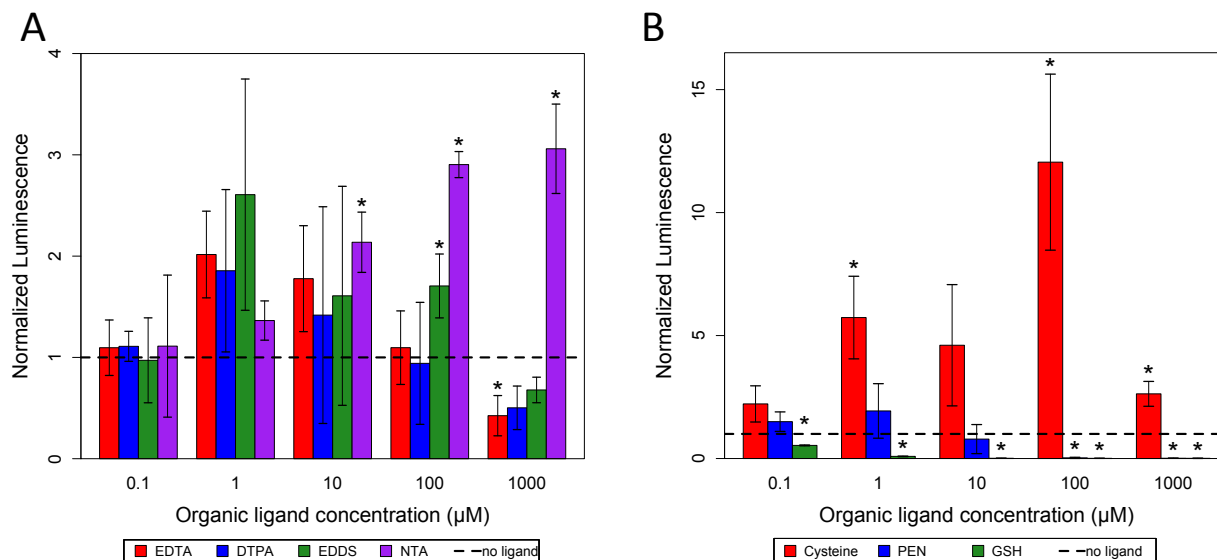 A
Normalized Luminescence
4
3
2
1
0
* * * * *
0.1 1 10 100 1000
Organic ligand concentration (µM)
EDTA DTPA EDDS NTA no ligand
B
Normalized Luminescence
15
10
5
0
* * * * * * * * * *
0.1 1 10 100 1000
Organic ligand concentration (µM)
Cysteine PEN GSH no ligand